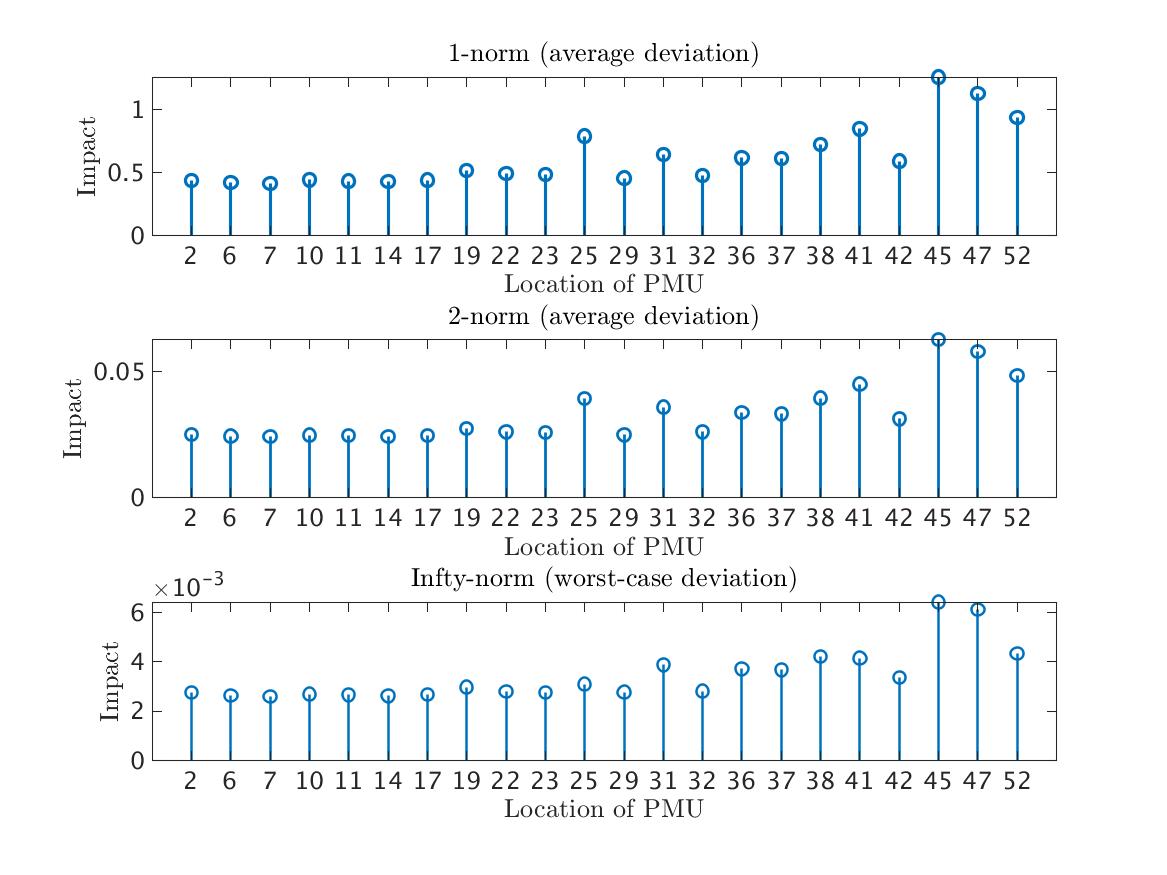 1-norm (average deviation)
1
0.5
0
Impact
2 6 7 10 11 14 17 19 22 23 25 29 31 32 36 37 38 41 42 45 47 52
Location of PMU
2-norm (average deviation)
0.05
0
Impact
2 6 7 10 11 14 17 19 22 23 25 29 31 32 36 37 38 41 42 45 47 52
Location of PMU
Infty-norm (worst-case deviation)
×10⁻³
6
4
2
0
Impact
2 6 7 10 11 14 17 19 22 23 25 29 31 32 36 37 38 41 42 45 47 52
Location of PMU